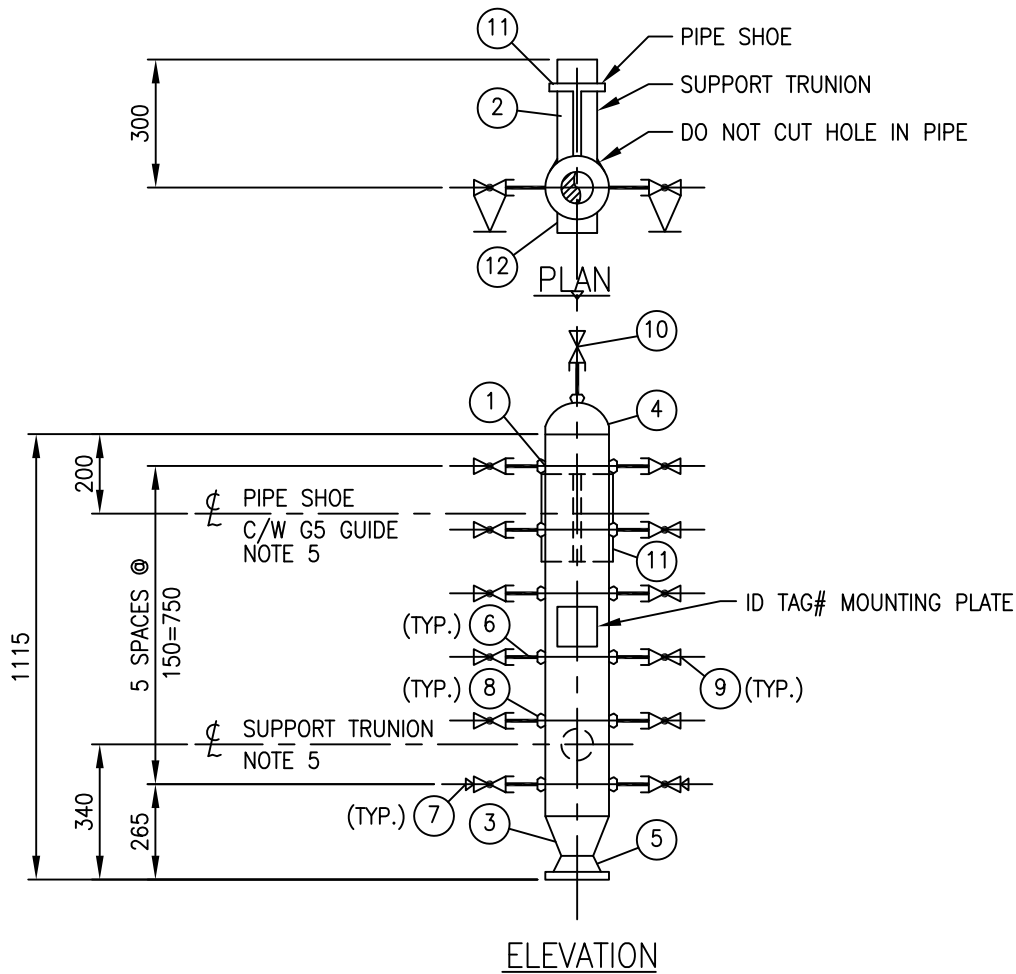 11
PIPE SHOE
2
SUPPORT TRUNION
DO NOT CUT HOLE IN PIPE
300
12
PLAN
10
1
4
200
℄ PIPE SHOE
C/W G5 GUIDE
NOTE 5
11
5 SPACES @
150=750
1115
ID TAG# MOUNTING PLATE
(TYP.) 6
(TYP.) 8
9 (TYP.)
℄ SUPPORT TRUNION
NOTE 5
340
265
(TYP.) 7
3
5
ELEVATION